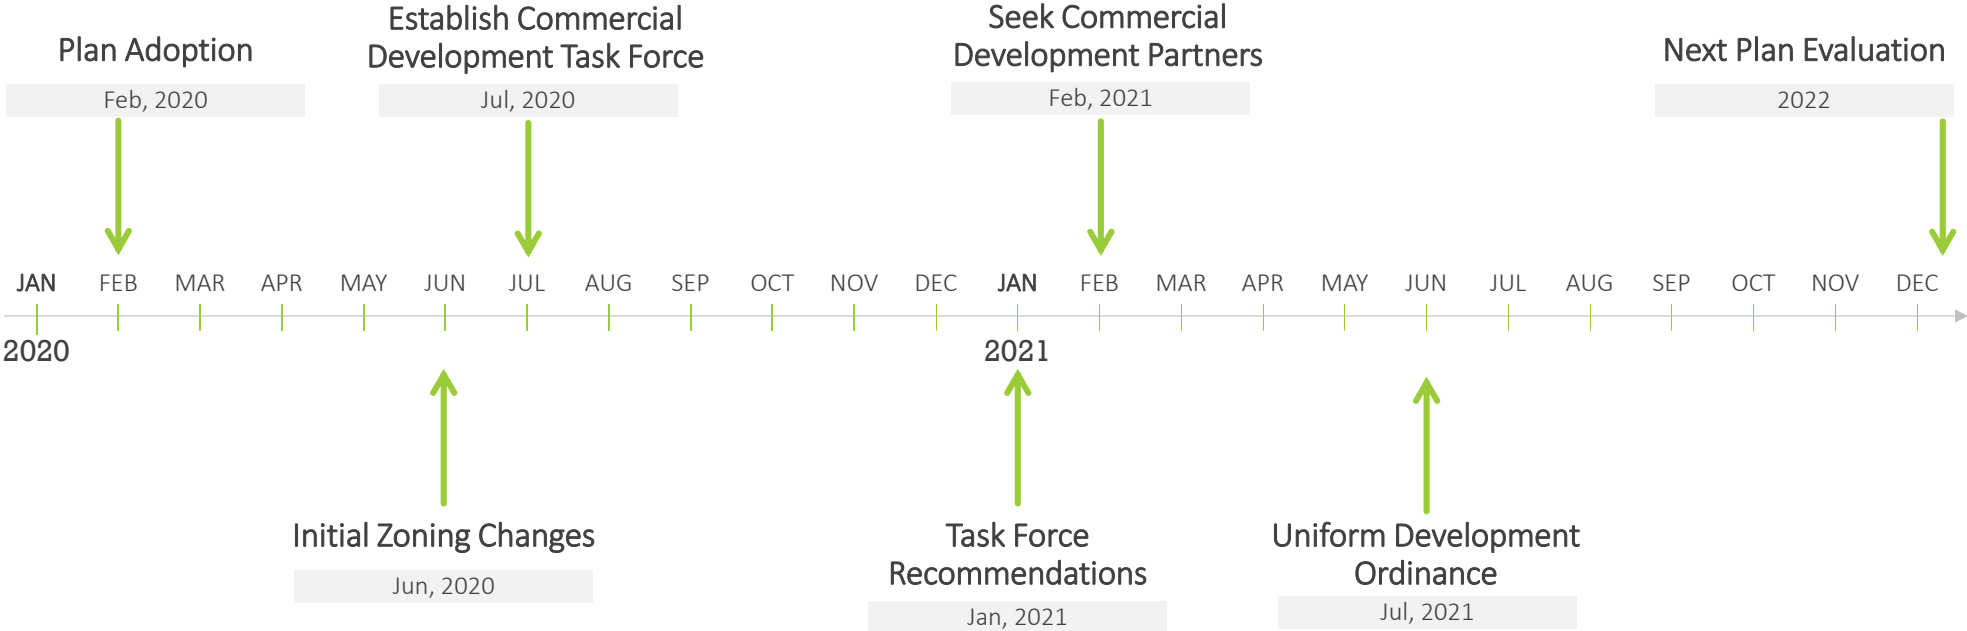 Plan Adoption
Feb, 2020
Establish Commercial
Development Task Force
Jul, 2020
Seek Commercial
Development Partners
Feb, 2021
Next Plan Evaluation
2022
JAN FEB MAR APR MAY JUN JUL AUG SEP OCT NOV DEC JAN FEB MAR APR MAY JUN JUL AUG SEP OCT NOV DEC
2020 2021
Initial Zoning Changes
Jun, 2020
Task Force
Recommendations
Jan, 2021
Uniform Development
Ordinance
Jul, 2021